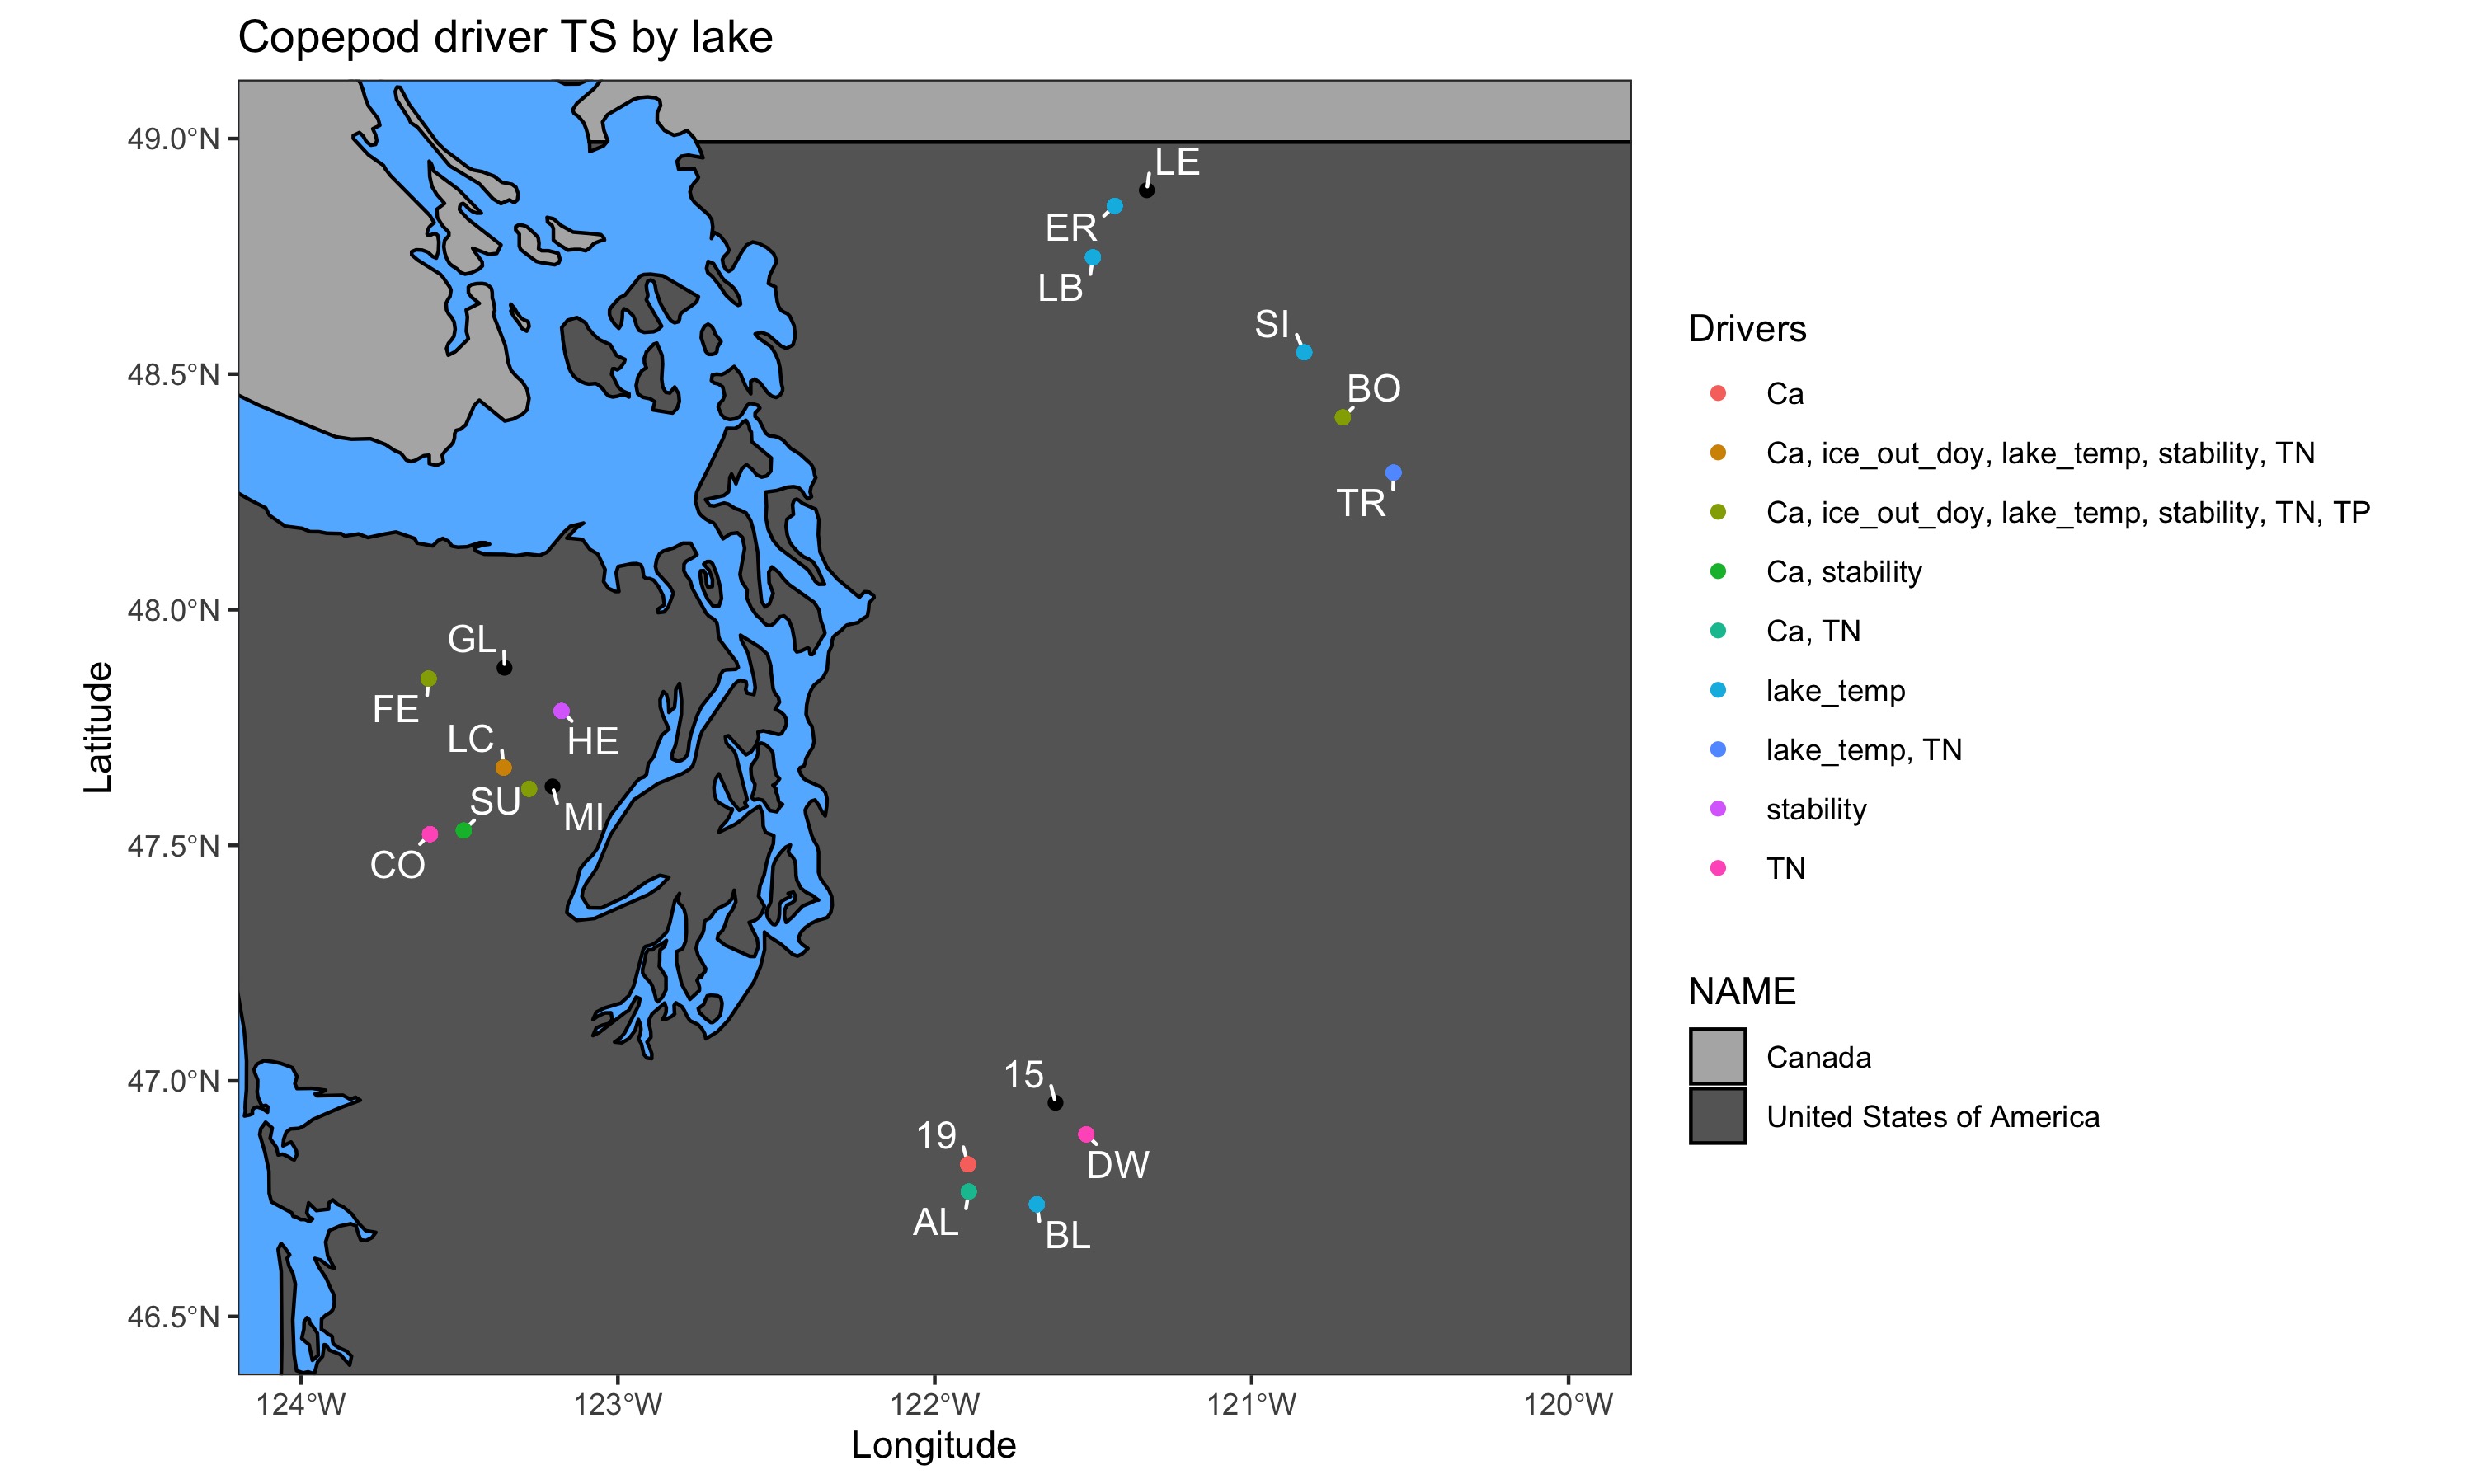 Copepod driver TS by lake
49.0°N
48.5°N
48.0°N
47.5°N
47.0°N
46.5°N
Latitude
LE
ER
LB
SI
BO
TR
GL
FE
HE
LC
SU
MI
CO
15
19
DW
AL
BL
124°W
123°W
122°W
121°W
120°W
Longitude
Drivers
Ca
Ca, ice_out_doy, lake_temp, stability, TN
Ca, ice_out_doy, lake_temp, stability, TN, TP
Ca, stability
Ca, TN
lake_temp
lake_temp, TN
stability
TN
NAME
Canada
United States of America